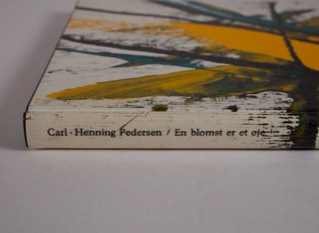 Carl-Henning Pedersen / En blomst er et øje